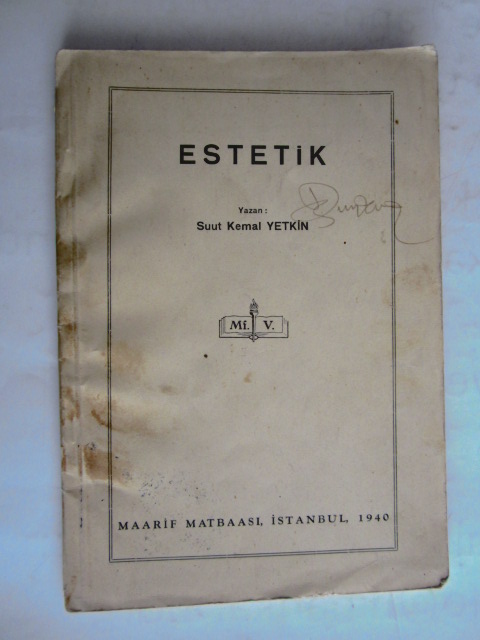 ESTETİK
Yazan :
Suut Kemal YETKİN
Mf. V.
MAARİF MATBAASI, İSTANBUL, 1940